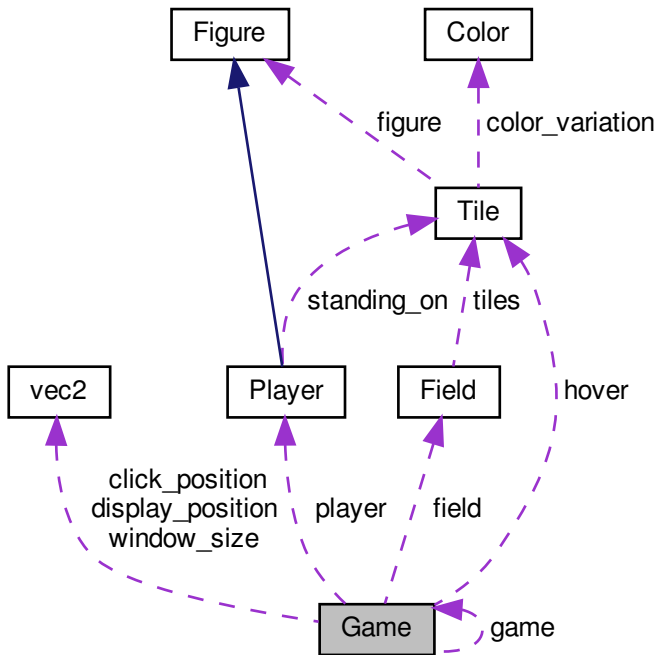 Figure
Color
figure
color_variation
Tile
standing_on
tiles
vec2
Player
Field
hover
click_position
display_position
window_size
player
field
Game
game